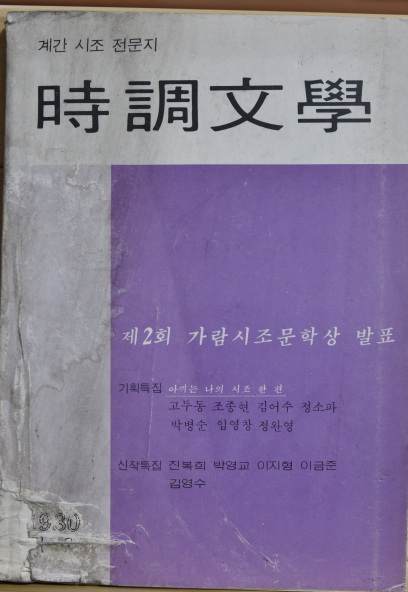 계간 시조 전문지
時調文學
제2회 가람시조문학상 발표
기획특집 아끼는 나의 시조 한 편
고두동 조종현 김어수 정소파
박병순 임영창 정완영
신작특집 진복희 박영교 이지형 이금준
김영수
930